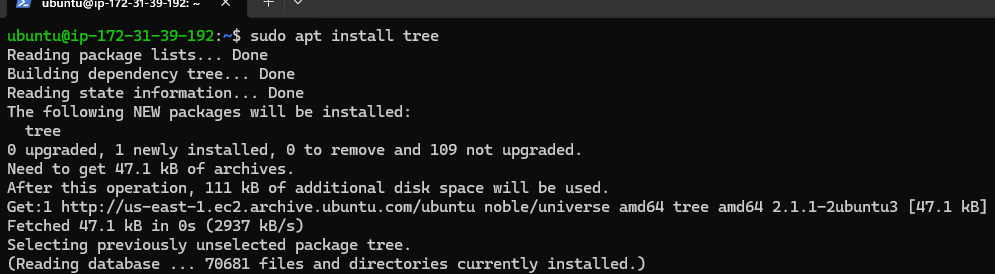 ubuntu@ip-172-31-39-192: ~
ubuntu@ip-172-31-39-192:~$ sudo apt install tree
Reading package lists... Done
Building dependency tree... Done
Reading state information... Done
The following NEW packages will be installed:
  tree
0 upgraded, 1 newly installed, 0 to remove and 109 not upgraded.
Need to get 47.1 kB of archives.
After this operation, 111 kB of additional disk space will be used.
Get:1 http://us-east-1.ec2.archive.ubuntu.com/ubuntu noble/universe amd64 tree amd64 2.1.1-2ubuntu3 [47.1 kB]
Fetched 47.1 kB in 0s (2937 kB/s)
Selecting previously unselected package tree.
(Reading database ... 70681 files and directories currently installed.)